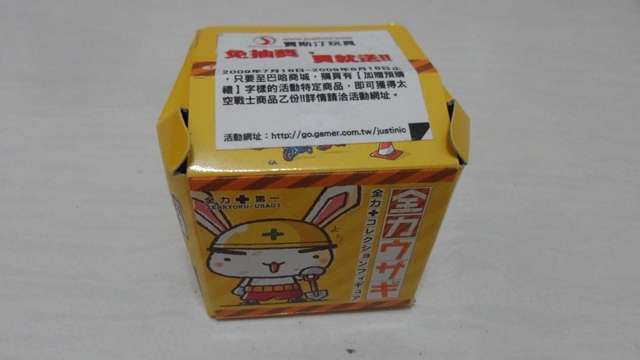 賈斯汀玩具
免抽獎，買就送!!
2009年7月16日~2009年8月15日止
，只要至巴哈商城，購買有【加贈預購
禮】字樣的活動特定商品，即可獲得太
空戰士商品乙份!!詳情請洽活動網址。
活動網址：http://go.gamer.com.tw/justinic
全力✚第一
ZENRYOKU-USAGI
全力ウサギ
全力✚コレクションフィギュア